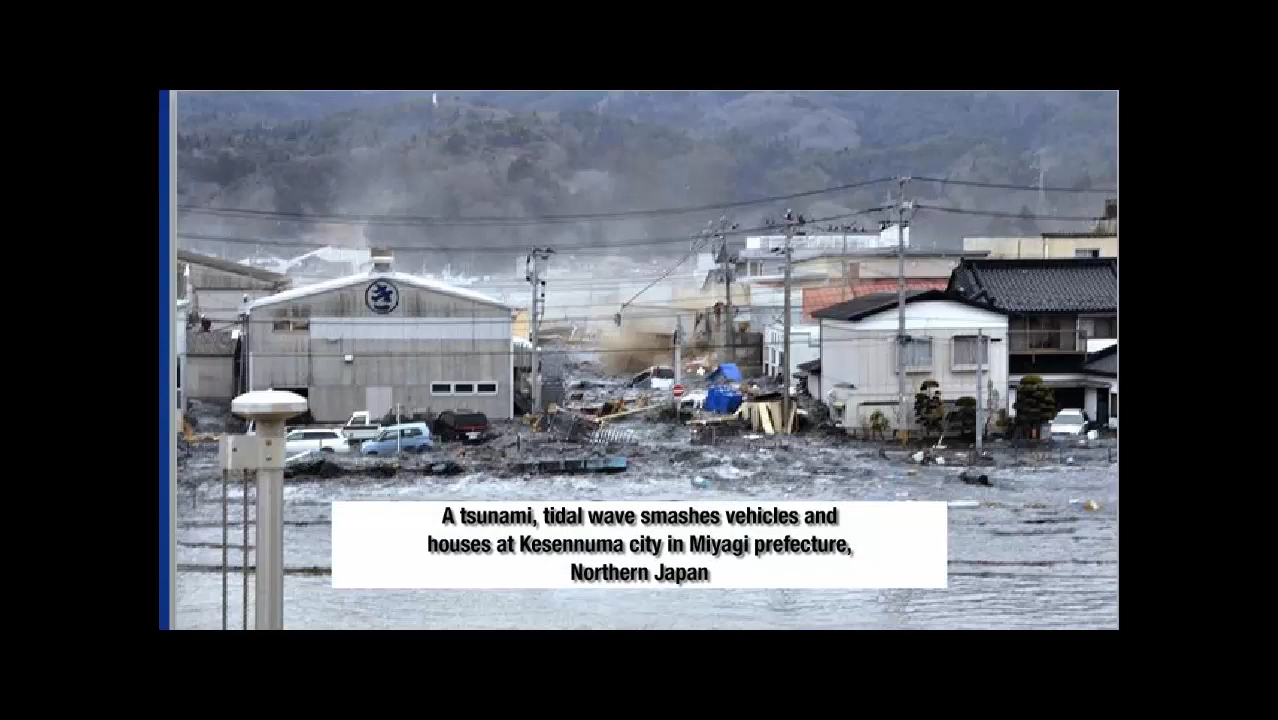 A tsunami, tidal wave smashes vehicles and
houses at Kesennuma city in Miyagi prefecture,
Northern Japan